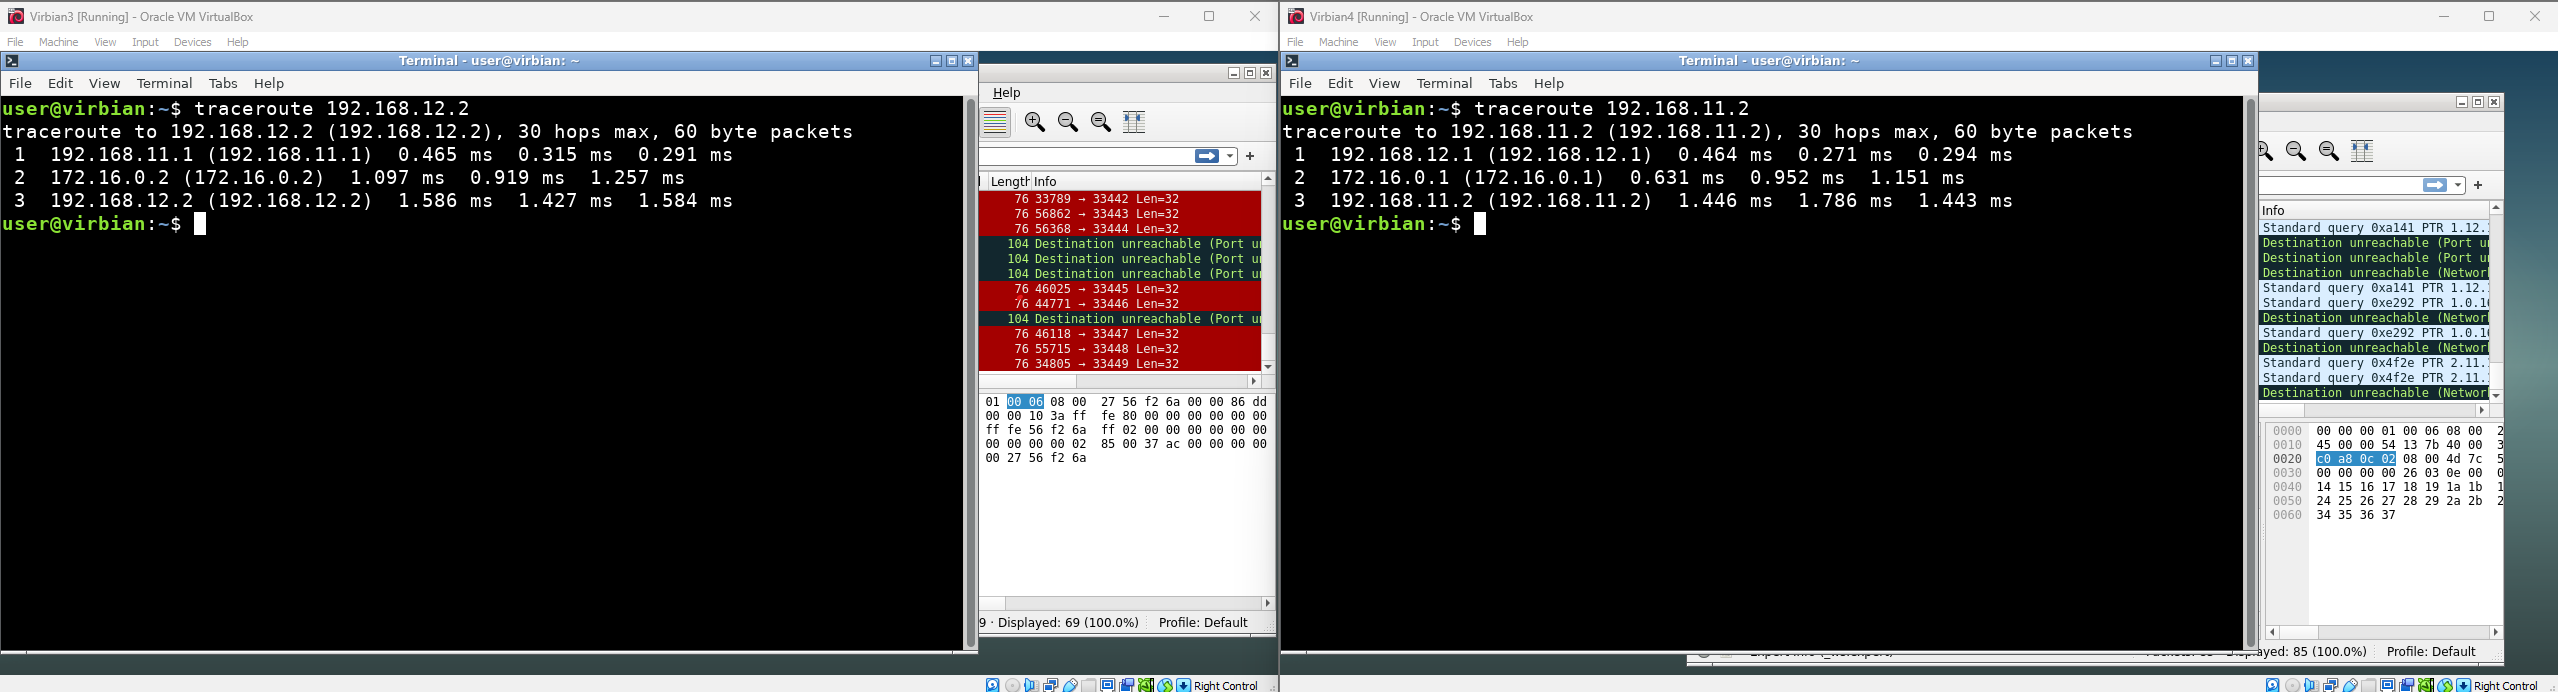 Virbian3 [Running] - Oracle VM VirtualBox
File Machine View Input Devices Help
Terminal - user@virbian: ~
File Edit View Terminal Tabs Help
user@virbian:~$ traceroute 192.168.12.2
traceroute to 192.168.12.2 (192.168.12.2), 30 hops max, 60 byte packets
1 192.168.11.1 (192.168.11.1) 0.465 ms 0.315 ms 0.291 ms
2 172.16.0.2 (172.16.0.2) 1.097 ms 0.919 ms 1.257 ms
3 192.168.12.2 (192.168.12.2) 1.586 ms 1.427 ms 1.584 ms
user@virbian:~$
Help
Length Info
76 33789 → 33442 Len=32
76 56862 → 33443 Len=32
76 56368 → 33444 Len=32
104 Destination unreachable (Port
104 Destination unreachable (Port
104 Destination unreachable (Port
76 46025 → 33445 Len=32
76 44771 → 33446 Len=32
104 Destination unreachable (Port
76 46118 → 33447 Len=32
76 55715 → 33448 Len=32
76 34805 → 33449 Len=32
01 00 06 08 00 27 56 f2 6a 00 00 86 dd
00 00 10 3a ff fe 80 00 00 00 00 00 00
ff fe 56 f2 6a ff 02 00 00 00 00 00 00
00 00 00 00 02 85 00 37 ac 00 00 00 00
00 27 56 f2 6a
9 · Displayed: 69 (100.0%) Profile: Default
Right Control
Virbian4 [Running] - Oracle VM VirtualBox
File Machine View Input Devices Help
Terminal - user@virbian: ~
File Edit View Terminal Tabs Help
user@virbian:~$ traceroute 192.168.11.2
traceroute to 192.168.11.2 (192.168.11.2), 30 hops max, 60 byte packets
1 192.168.12.1 (192.168.12.1) 0.464 ms 0.271 ms 0.294 ms
2 172.16.0.1 (172.16.0.1) 0.631 ms 0.952 ms 1.151 ms
3 192.168.11.2 (192.168.11.2) 1.446 ms 1.786 ms 1.443 ms
user@virbian:~$
Info
Standard query 0xa141 PTR 1.12.
Destination unreachable (Port
Destination unreachable (Port
Destination unreachable (Network
Standard query 0xa141 PTR 1.12.
Standard query 0xe292 PTR 1.0.16
Destination unreachable (Network
Standard query 0xe292 PTR 1.0.16
Destination unreachable (Network
Standard query 0x4f2e PTR 2.11.
Standard query 0x4f2e PTR 2.11.
Destination unreachable (Network
0000 00 00 00 01 00 06 08 00 2
0010 45 00 00 54 13 7b 40 00 3
0020 c0 a8 0c 02 08 00 4d 7c 5
0030 00 00 00 00 26 03 0e 00 0
0040 14 15 16 17 18 19 1a 1b 1
0050 24 25 26 27 28 29 2a 2b 2
0060 34 35 36 37
yed: 85 (100.0%) Profile: Default
Right Control